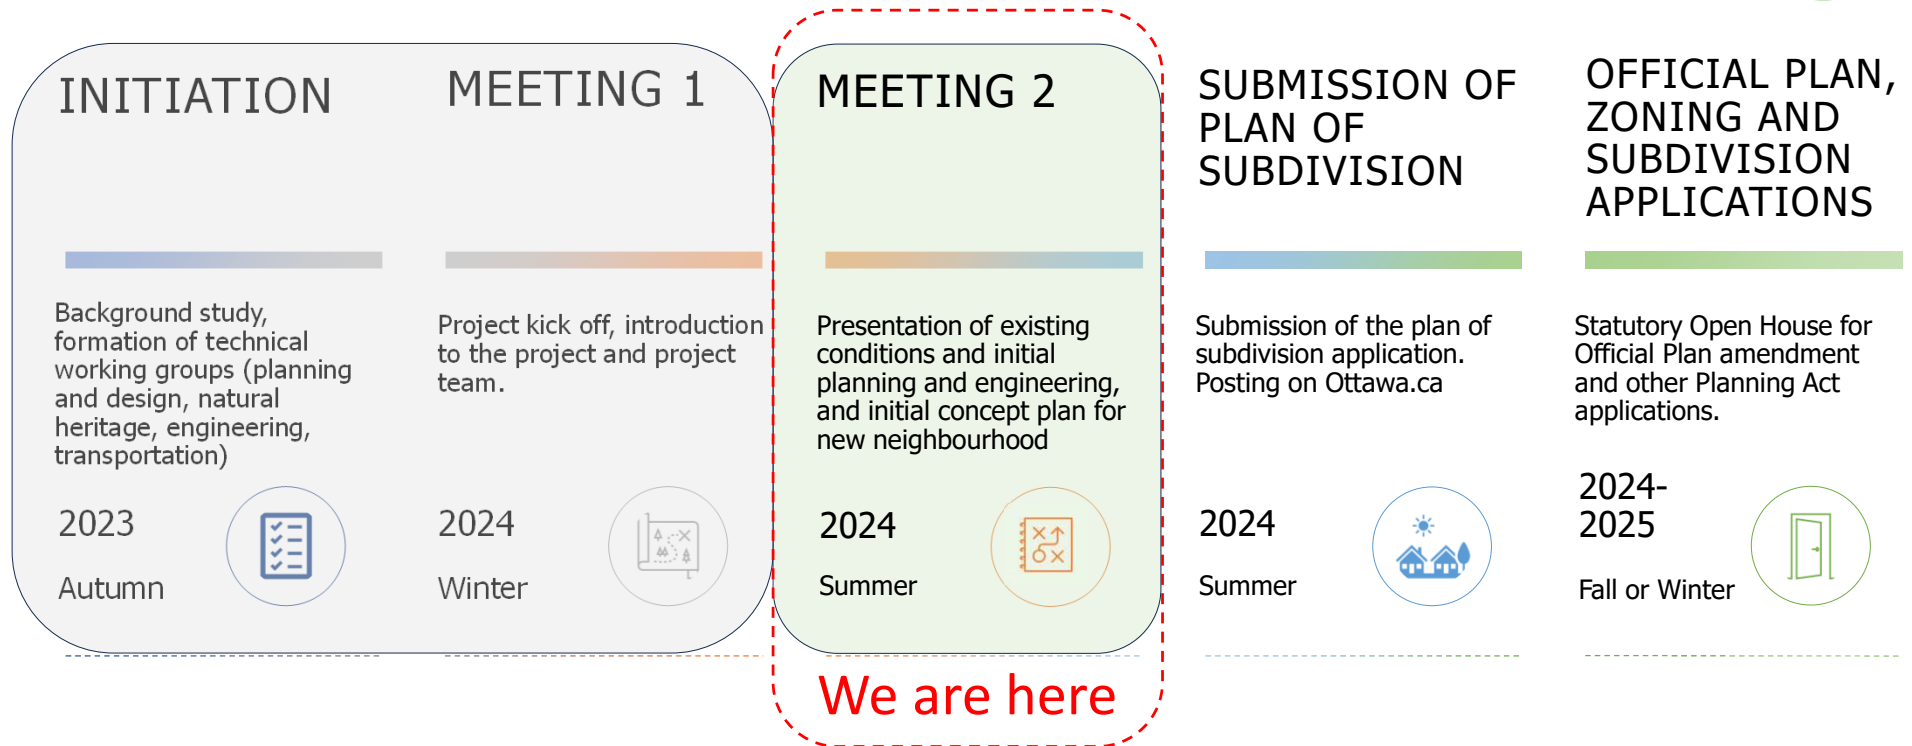 INITIATION
Background study,
formation of technical
working groups (planning
and design, natural
heritage, engineering,
transportation)
2023
Autumn
MEETING 1
Project kick off, introduction
to the project and project
team.
2024
Winter
MEETING 2
Presentation of existing
conditions and initial
planning and engineering,
and initial concept plan for
new neighbourhood
2024
Summer
We are here
SUBMISSION OF
PLAN OF
SUBDIVISION
Submission of the plan of
subdivision application.
Posting on Ottawa.ca
2024
Summer
OFFICIAL PLAN,
ZONING AND
SUBDIVISION
APPLICATIONS
Statutory Open House for
Official Plan amendment
and other Planning Act
applications.
2024-
2025
Fall or Winter